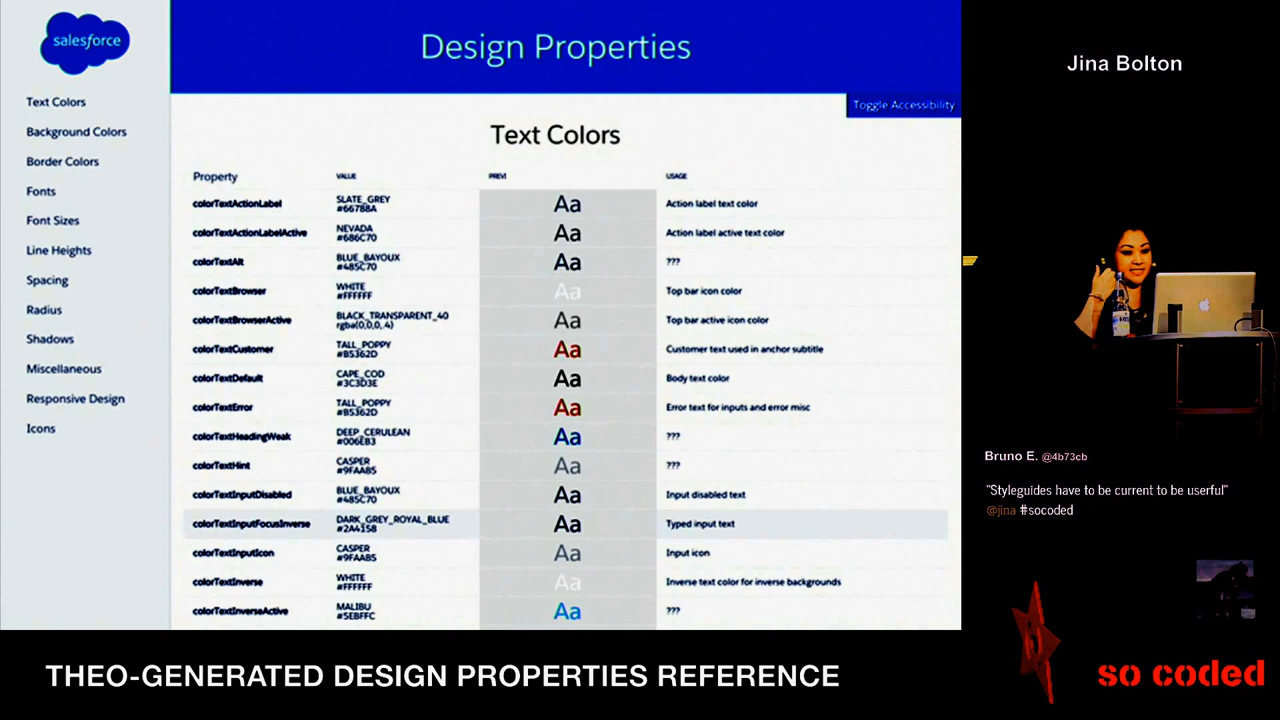 salesforce
Design Properties
Toggle Accessibility
Text Colors
Background Colors
Border Colors
Fonts
Font Sizes
Line Heights
Spacing
Radius
Shadows
Miscellaneous
Responsive Design
Icons
Text Colors
Property VALUE PREVI USAGE
colorTextActionLabel SLATE_GREY #66788A Aa Action label text color
colorTextActionLabelActive NEVADA #686C70 Aa Action label active text color
colorTextAlt BLUE_BAYOUX #485C70 Aa ???
colorTextBrowser WHITE #FFFFFF Aa Top bar icon color
colorTextBrowserActive BLACK_TRANSPARENT_40 rgba(0,0,0,.4) Aa Top bar active icon color
colorTextCustomer TALL_POPPY #B5362D Aa Customer text used in anchor subtitle
colorTextDefault CAPE_COD #3C3D3E Aa Body text color
colorTextError TALL_POPPY #B5362D Aa Error text for inputs and error misc
colorTextHeadingWeak DEEP_CERULEAN #006EB3 Aa ???
colorTextHint CASPER #9FAAB5 Aa ???
colorTextInputDisabled BLUE_BAYOUX #485C70 Aa Input disabled text
colorTextInputFocusInverse DARK_GREY_ROYAL_BLUE #2A4158 Aa Typed input text
colorTextInputIcon CASPER #9FAAB5 Aa Input icon
colorTextInverse WHITE #FFFFFF Aa Inverse text color for inverse backgrounds
colorTextInverseActive MALIBU #5EBFFC Aa ???
Jina Bolton
Bruno E. @4b73cb
"Styleguides have to be current to be userful"
@jina #socoded
so coded
THEO-GENERATED DESIGN PROPERTIES REFERENCE